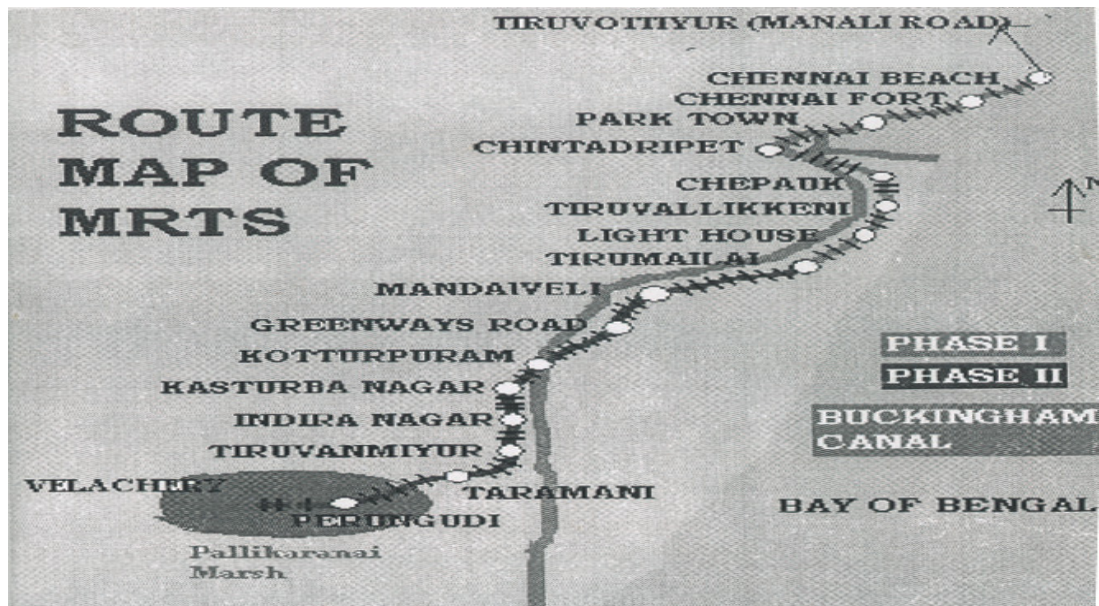 TIRUVOTIYUR (MANALI ROAD)
CHENNAI BEACH
CHENNAI FORT
PARK TOWN
CHINTADRIPET
CHEPAUK
TIRUVALLIKKENI
LIGHT HOUSE
TIRUMAILAI
MANDAIVELI
GREENWAYS ROAD
KOTTURPURAM
KASTURBA NAGAR
INDIRA NAGAR
TIRUVANMIYUR
VELACHERY
TARAMANI
PERUNGUDI
Pallikaranai
Marsh
ROUTE
MAP OF
MRTS
N
PHASE I
PHASE II
BUCKINGHAM
CANAL
BAY OF BENGAL